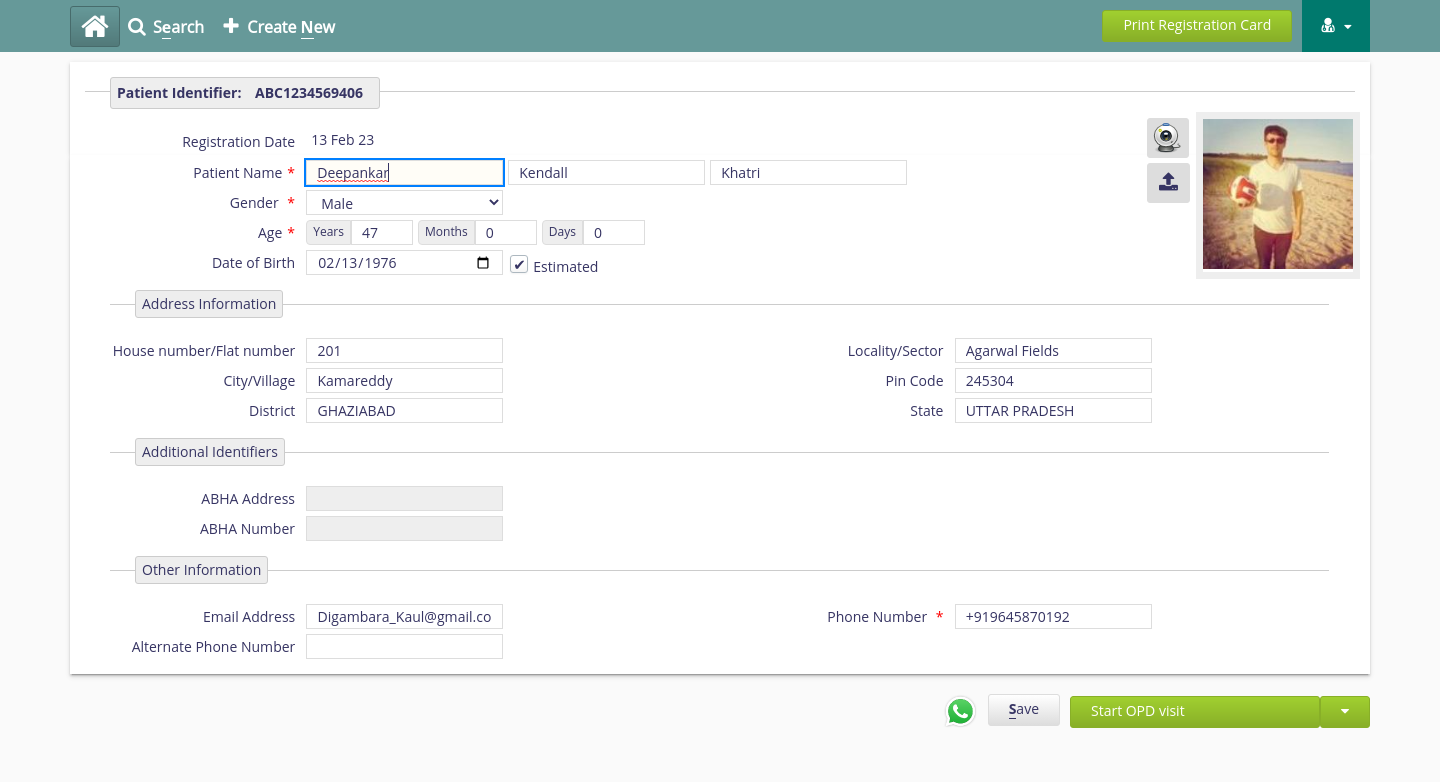 Search Create New Print Registration Card
Patient Identifier: ABC1234569406
Registration Date 13 Feb 23
Patient Name * Deepankar Kendall Khatri
Gender * Male
Age * Years 47 Months 0 Days 0
Date of Birth 02/13/1976 Estimated
Address Information
House number/Flat number 201 Locality/Sector Agarwal Fields
City/Village Kamareddy Pin Code 245304
District GHAZIABAD State UTTAR PRADESH
Additional Identifiers
ABHA Address
ABHA Number
Other Information
Email Address Digambara_Kaul@gmail.co Phone Number * +919645870192
Alternate Phone Number
Save Start OPD visit